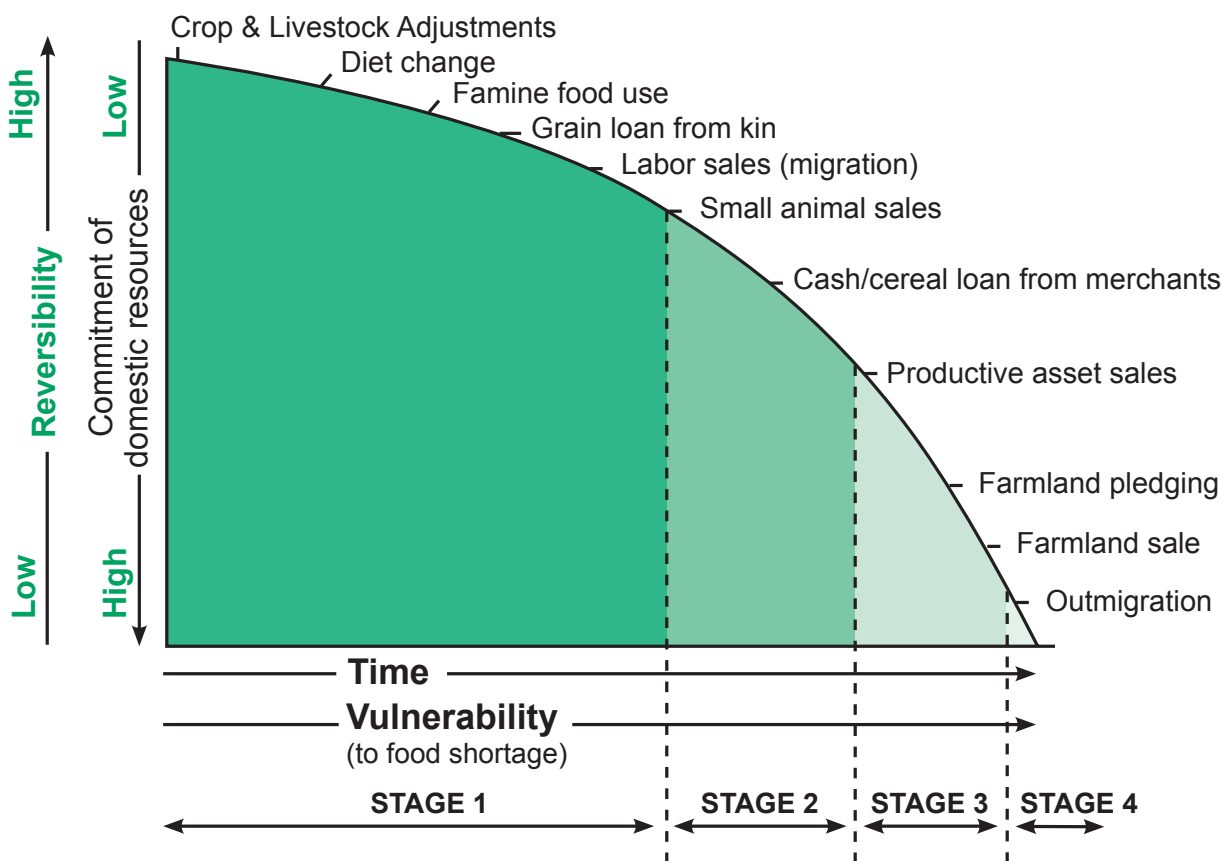 Crop & Livestock Adjustments
Diet change
Famine food use
Grain loan from kin
Labor sales (migration)
Small animal sales
Cash/cereal loan from merchants
Productive asset sales
Farmland pledging
Farmland sale
Outmigration
High
Reversibility
Low
Low
Commitment of
domestic resources
High
Time
Vulnerability
(to food shortage)
STAGE 1
STAGE 2
STAGE 3
STAGE 4